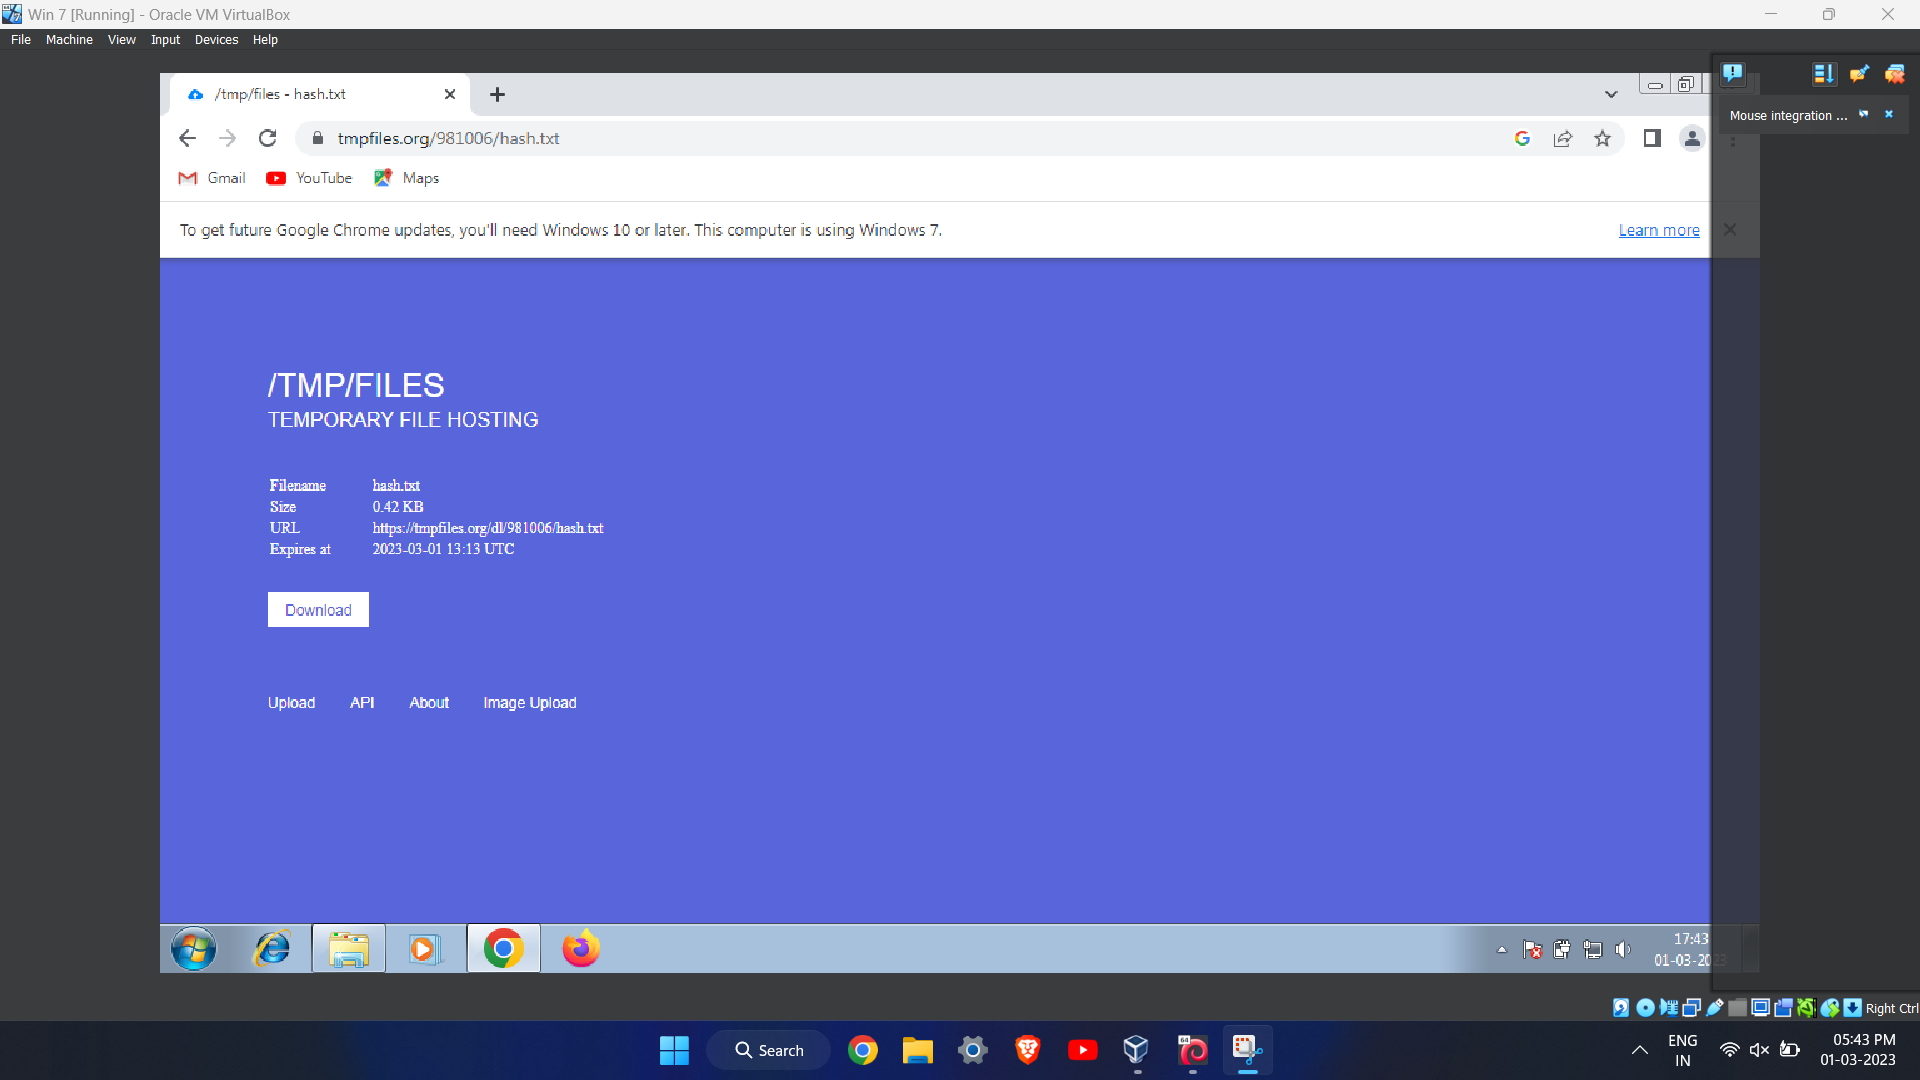 Win 7 [Running] - Oracle VM VirtualBox
File Machine View Input Devices Help
/tmp/files - hash.txt
Mouse integration ...
tmpfiles.org/981006/hash.txt
Gmail YouTube Maps
To get future Google Chrome updates, you'll need Windows 10 or later. This computer is using Windows 7. Learn more
/TMP/FILES
TEMPORARY FILE HOSTING
Filename hash.txt
Size 0.42 KB
URL https://tmpfiles.org/dl/981006/hash.txt
Expires at 2023-03-01 13:13 UTC
Download
Upload API About Image Upload
17:43
01-03-2023
Right Ctrl
Search
64
ENG
IN
05:43 PM
01-03-2023